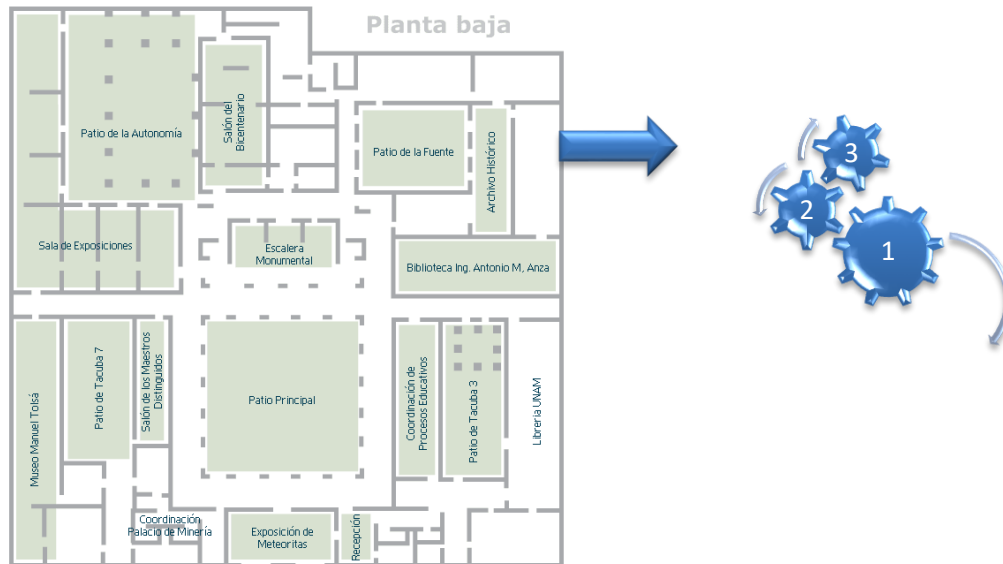 Planta baja
Patio de la Autonomía
Salón del
Bicentenario
Patio de la Fuente
Archivo Histórico
Sala de Exposiciones
Escalera
Monumental
Biblioteca Ing. Antonio M, Anza
Museo Manuel Tolsá
Patio de Tacuba 7
Salón de los Maestros
Distinguidos
Patio Principal
Coordinación de
Procesos Educativos
Patio de Tacuba 3
Libreria UNAM
Coordinación
Palacio de Minería
Exposición de
Meteoritas
Recepción
3
2
1